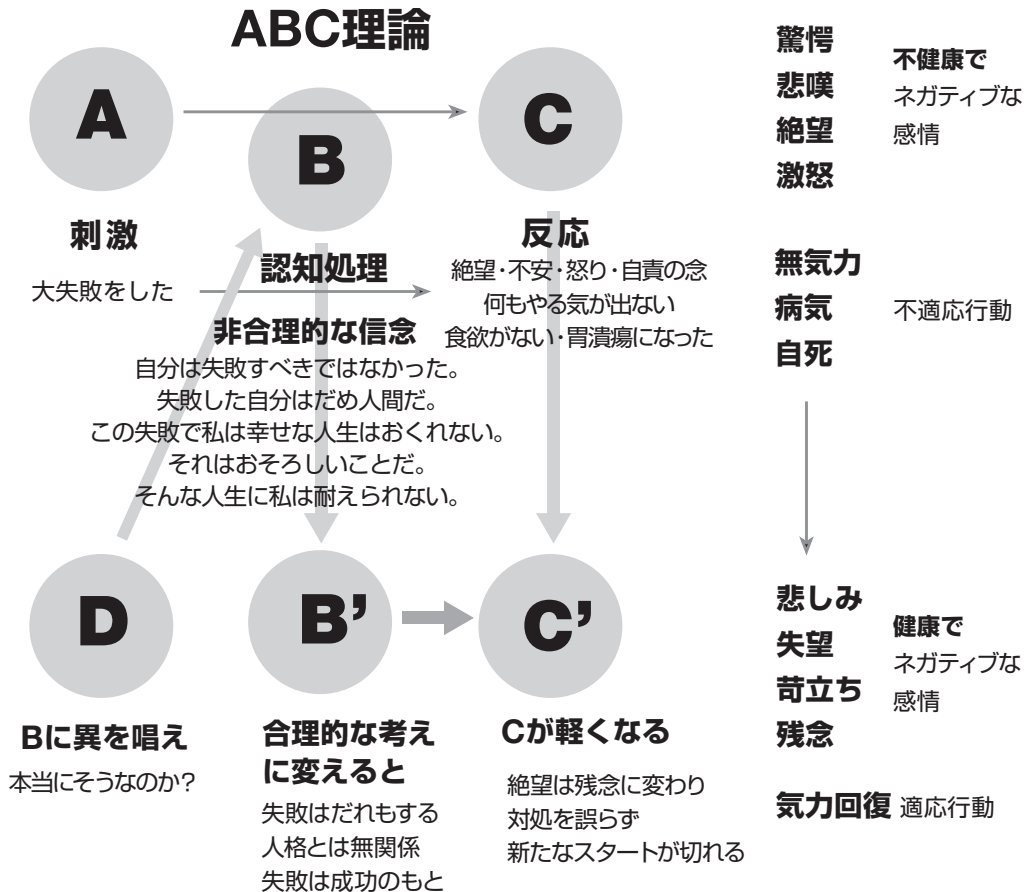 ABC理論
A
B
C
刺激
大失敗をした
認知処理
非合理的な信念
自分は失敗すべきではなかった。
失敗した自分はだめ人間だ。
この失敗で私は幸せな人生はおくれない。
それはおそろしいことだ。
そんな人生に私は耐えられない。
反応
絶望・不安・怒り・自責の念
何もやる気が出ない
食欲がない・胃潰瘍になった
D
Bに異を唱え
本当にそうなのか?
B’
合理的な考え
に変えると
失敗はだれもする
人格とは無関係
失敗は成功のもと
C’
Cが軽くなる
絶望は残念に変わり
対処を誤らず
新たなスタートが切れる
驚愕
悲嘆
絶望
激怒
不健康で
ネガティブな
感情
無気力
病気
自死
不適応行動
悲しみ
失望
苛立ち
残念
健康で
ネガティブな
感情
気力回復 適応行動